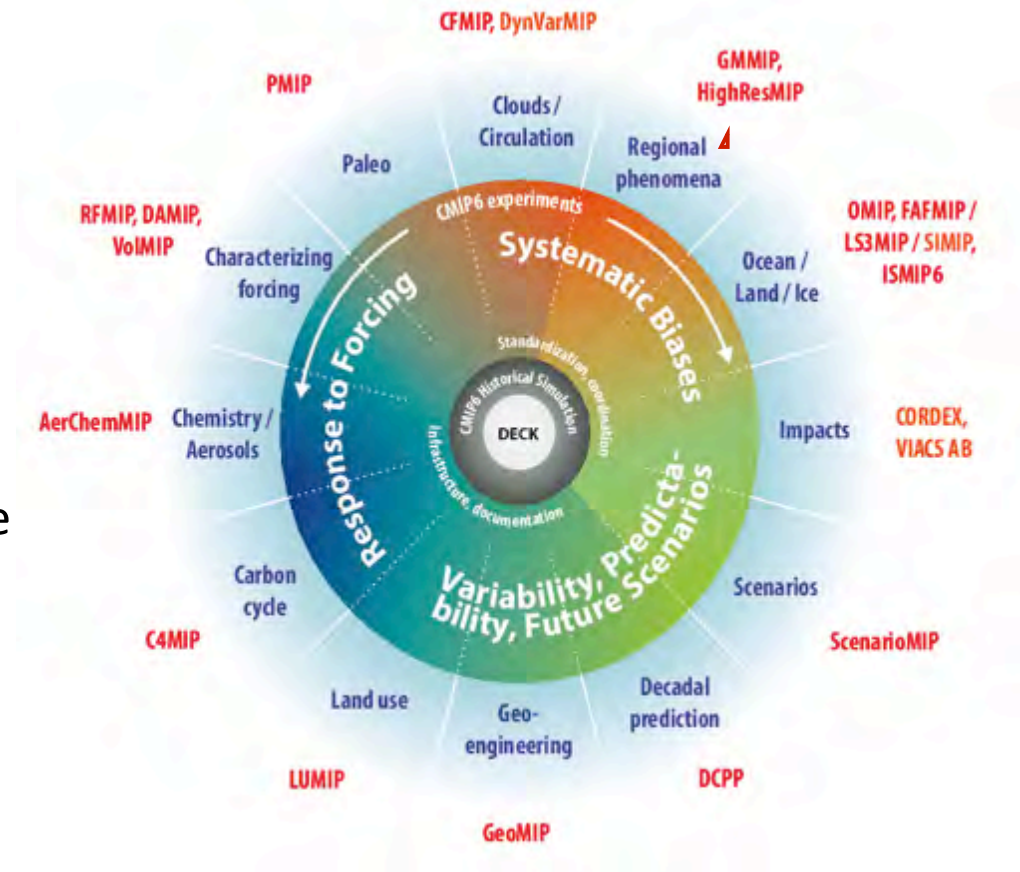 CFMIP, DynVarMIP
GMMIP,
HighResMIP
PMIP
Clouds /
Circulation
Regional
phenomena
Paleo
RFMIP, DAMIP,
VolMIP
OMIP, FAFMIP /
LS3MIP / SIMIP,
ISMIP6
Characterizing
forcing
Ocean /
Land / Ice
CMIP6 experiments
Systematic Biases
Response to Forcing
Standardization, coordination
CMIP6 Historical Simulation
DECK
Infrastructure, documentation
AerChemMIP
Chemistry /
Aerosols
Impacts
CORDEX,
VIACS AB
e
Variability, Predicta-
bility, Future Scenarios
Carbon
cycle
Scenarios
C4MIP
ScenarioMIP
Land use
Geo-
engineering
Decadal
prediction
LUMIP
DCPP
GeoMIP